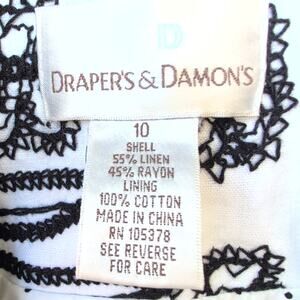 D
DRAPER'S & DAMON'S
10
SHELL
55% LINEN
45% RAYON
LINING
100% COTTON
MADE IN CHINA
RN 105378
SEE REVERSE
FOR CARE